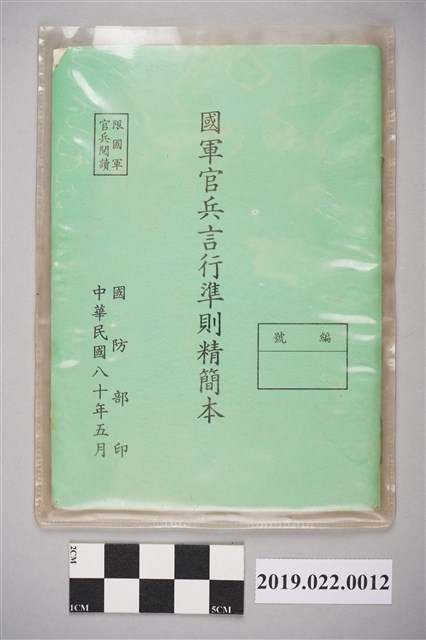 國軍官兵言行準則精簡本
編號
限國軍
官兵閱讀
國防部印
中華民國八十年五月
2CM
1CM
5CM
2019.022.0012